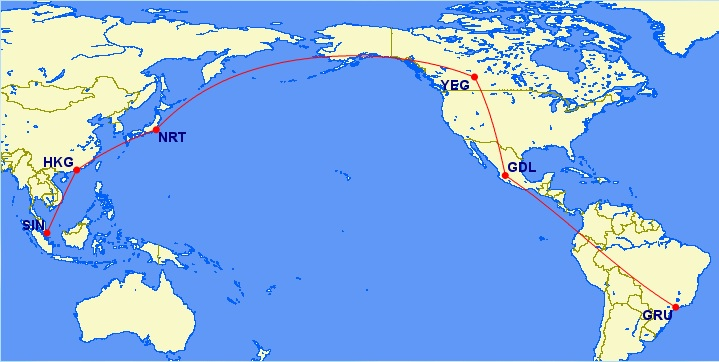 YEG
NRT
HKG
GDL
SIN
GRU